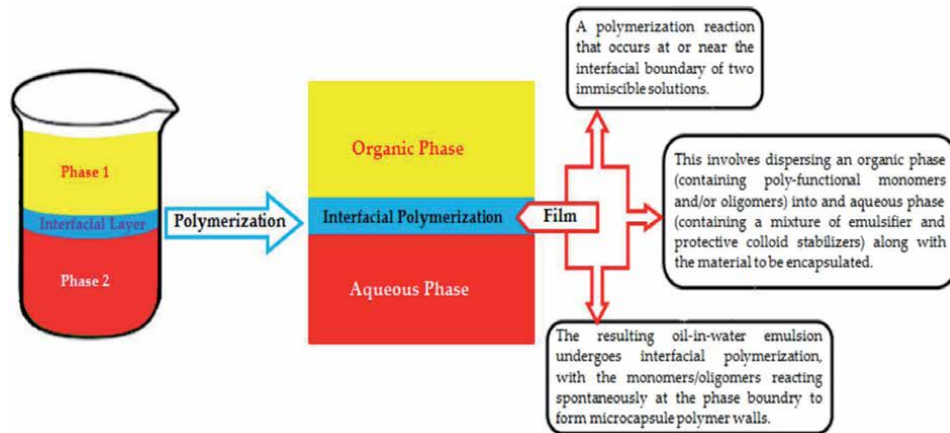 Phase 1
Interfacial Layer
Phase 2
Polymerization
Organic Phase
Interfacial Polymerization
Aqueous Phase
Film
A polymerization reaction
that occurs at or near the
interfacial boundary of two
immiscible solutions.
This involves dispersing an organic phase
(containing poly-functional monomers
and/or oligomers) into and aqueous phase
(containing a mixture of emulsifier and
protective colloid stabilizers) along with
the material to be encapsulated.
The resulting oil-in-water emulsion
undergoes interfacial polymerization,
with the monomers/oligomers reacting
spontaneously at the phase boundry to
form microcapsule polymer walls.